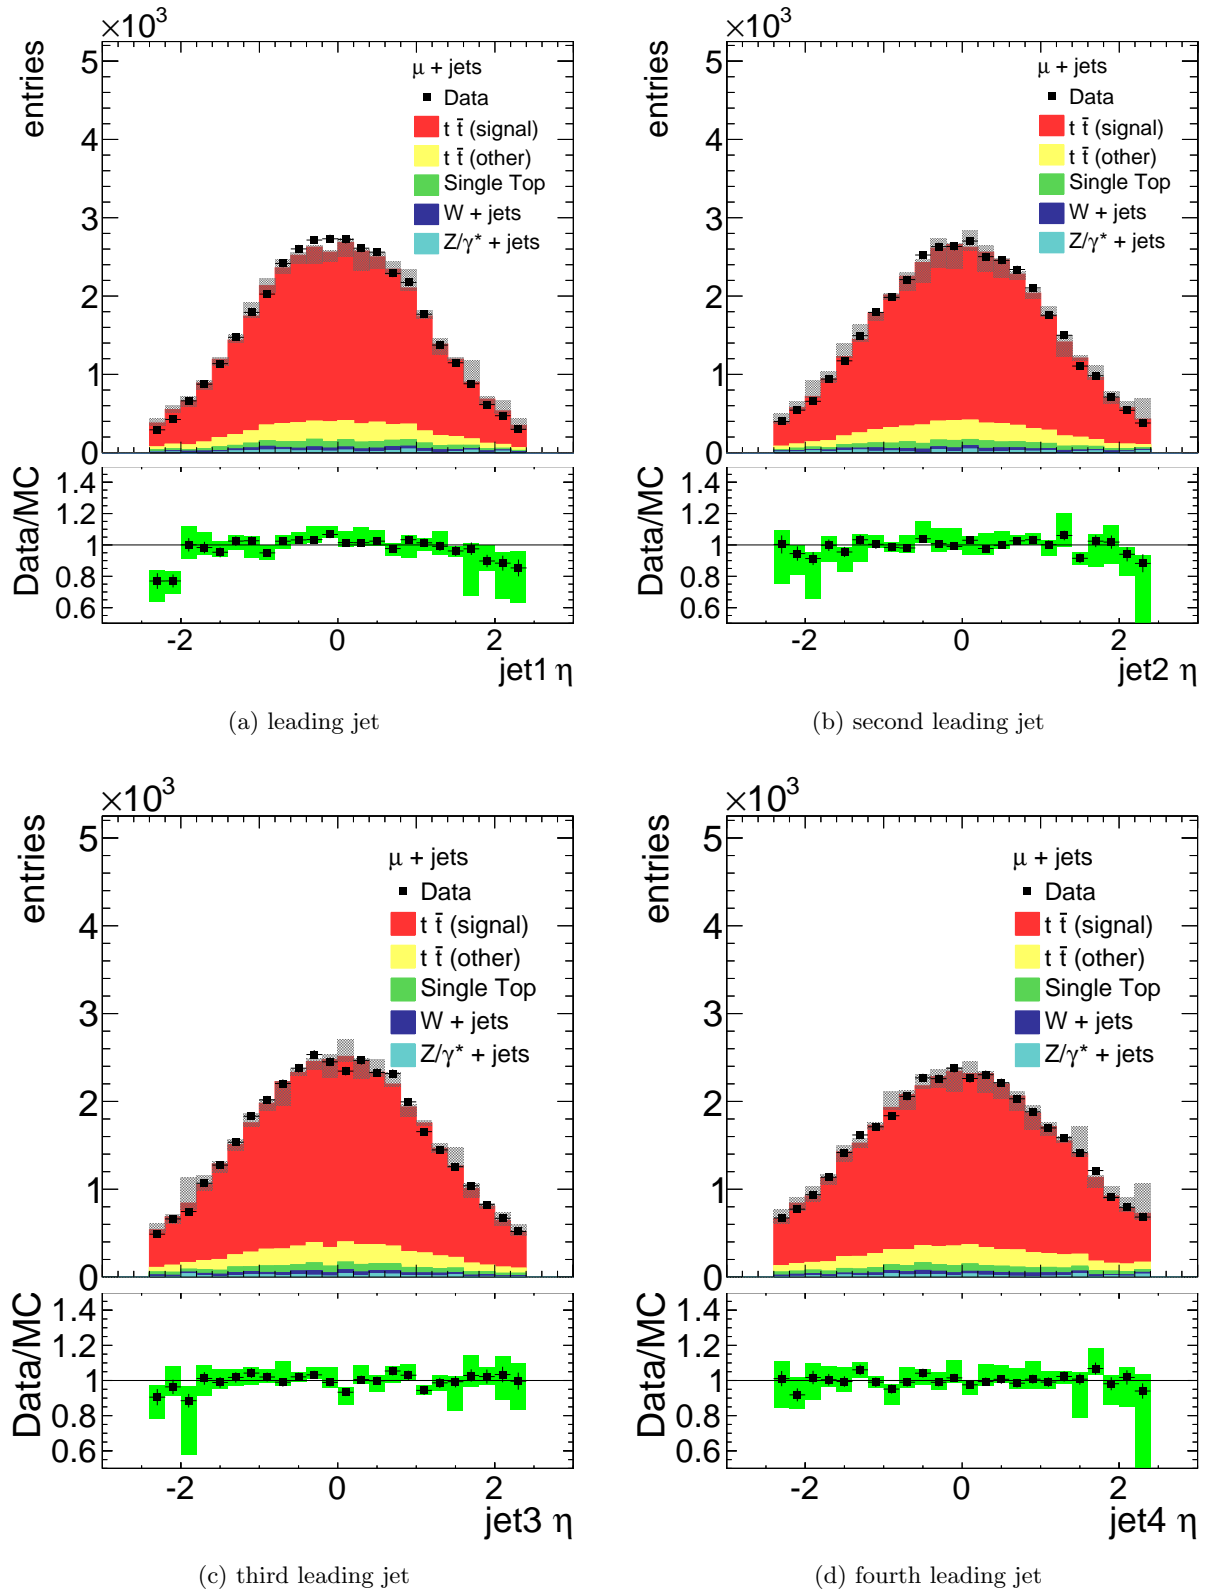 ×10³
entries
5
4
3
2
1
0
μ + jets
Data
t t̄ (signal)
t t̄ (other)
Single Top
W + jets
Z/γ* + jets
Data/MC
1.4
1.2
1
0.8
0.6
-2 0 2
jet1 η
(a) leading jet
×10³
entries
5
4
3
2
1
0
μ + jets
Data
t t̄ (signal)
t t̄ (other)
Single Top
W + jets
Z/γ* + jets
Data/MC
1.4
1.2
1
0.8
0.6
-2 0 2
jet2 η
(b) second leading jet
×10³
entries
5
4
3
2
1
0
μ + jets
Data
t t̄ (signal)
t t̄ (other)
Single Top
W + jets
Z/γ* + jets
Data/MC
1.4
1.2
1
0.8
0.6
-2 0 2
jet3 η
(c) third leading jet
×10³
entries
5
4
3
2
1
0
μ + jets
Data
t t̄ (signal)
t t̄ (other)
Single Top
W + jets
Z/γ* + jets
Data/MC
1.4
1.2
1
0.8
0.6
-2 0 2
jet4 η
(d) fourth leading jet